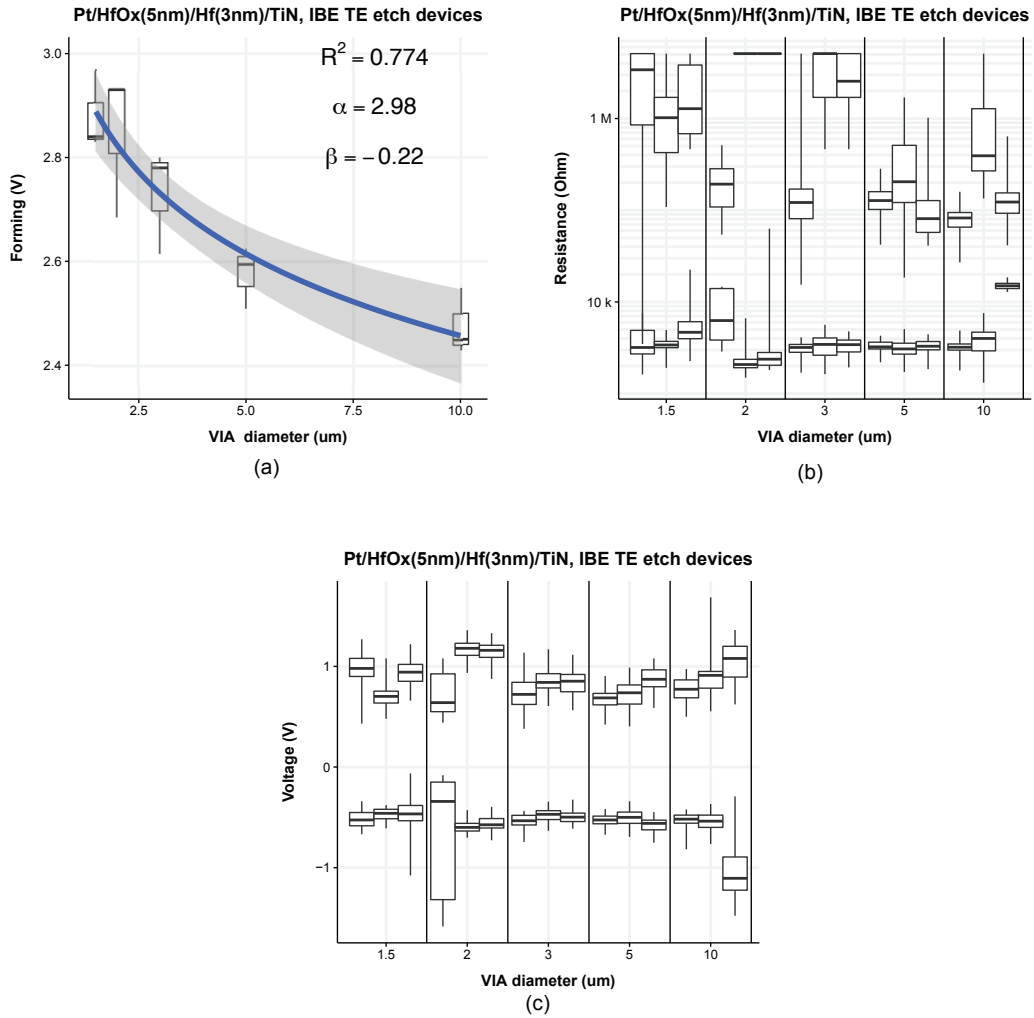 Pt/HfOx(5nm)/Hf(3nm)/TiN, IBE TE etch devices
R² = 0.774
α = 2.98
β = −0.22
3.0
2.8
2.6
2.4
Forming (V)
2.5
5.0
7.5
10.0
VIA diameter (um)
(a)
Pt/HfOx(5nm)/Hf(3nm)/TiN, IBE TE etch devices
1 M
10 k
Resistance (Ohm)
1.5
2
3
5
10
VIA diameter (um)
(b)
Pt/HfOx(5nm)/Hf(3nm)/TiN, IBE TE etch devices
1
0
−1
Voltage (V)
1.5
2
3
5
10
VIA diameter (um)
(c)